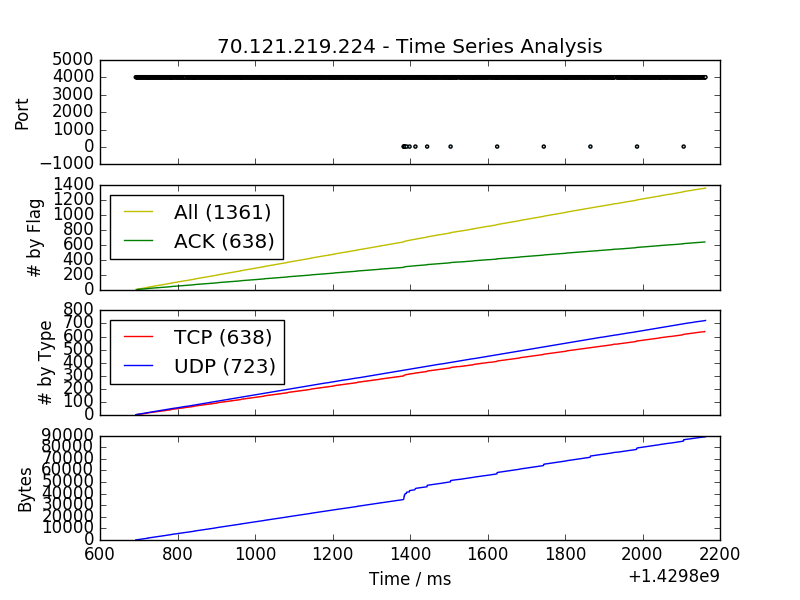 70.121.219.224 - Time Series Analysis
5000
4000
3000
2000
1000
0
−1000
Port
1400
1200
1000
800
600
400
200
0
# by Flag
All (1361)
ACK (638)
800
700
600
500
400
300
200
100
0
# by Type
TCP (638)
UDP (723)
90000
80000
70000
60000
50000
40000
30000
20000
10000
0
Bytes
600 800 1000 1200 1400 1600 1800 2000 2200
Time / ms
+1.4298e9